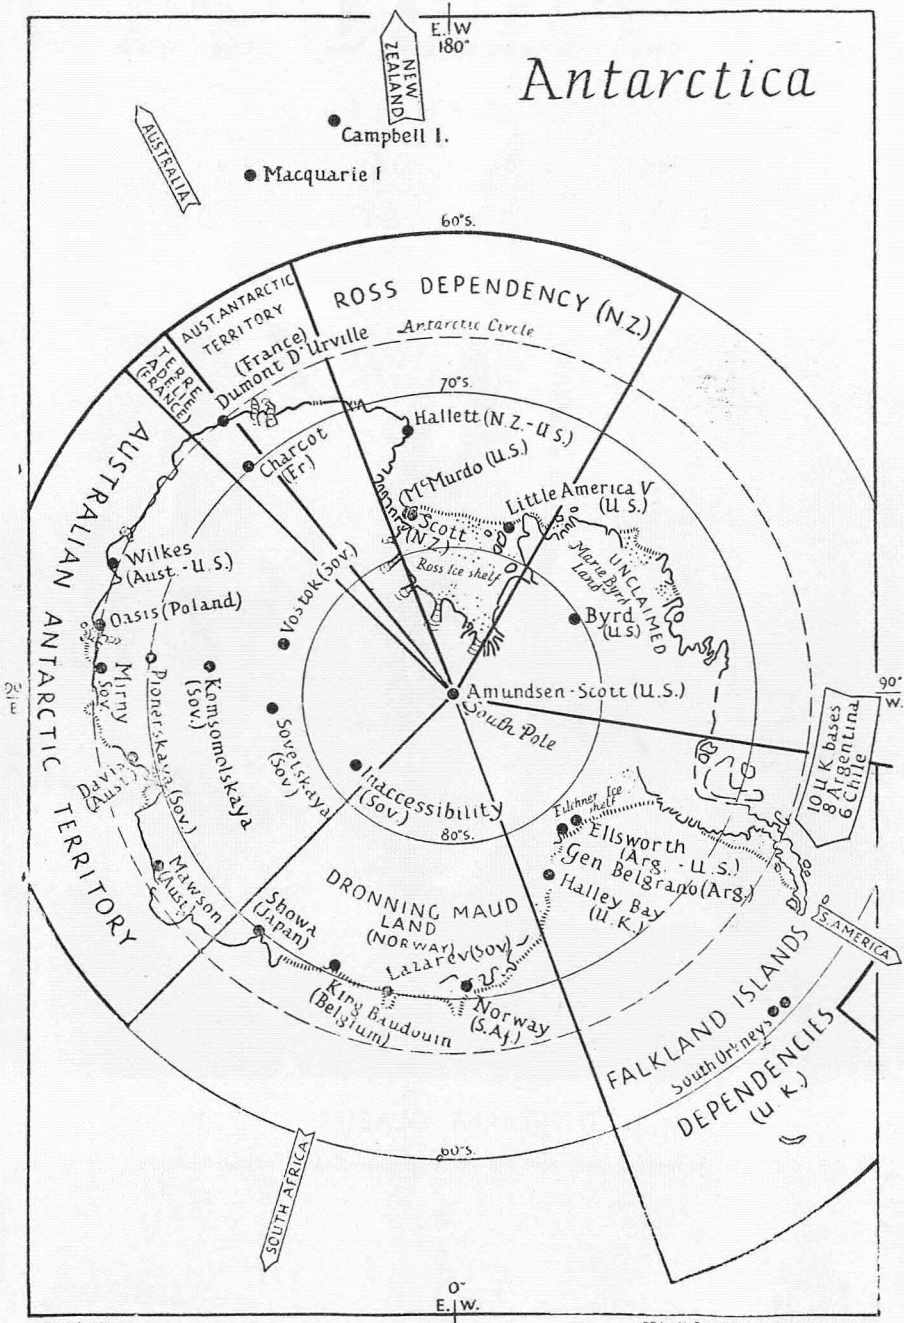 E. W
180°
NEW
ZEALAND
Antarctica
Campbell I.
AUSTRALIA
Macquarie I
60°S.
ROSS DEPENDENCY (N.Z.)
AUST. ANTARCTIC
TERRITORY
Antarctic Circle
TERRE
ADELIE
(FRANCE)
(France)
Dumont D'Urville
70°S.
Hallett (N.Z.-U S.)
Charcot
(Fr.)
McMurdo (U.S.)
Little America V
(U S.)
Scott
(N.Z.)
AUSTRALIAN ANTARCTIC TERRITORY
Wilkes
(Aust.-U.S.)
Vostok (Sov.)
Ross Ice shelf
Marie Byrd
Land
UNCLAIMED
Oasis (Poland)
Byrd
(U.S.)
Mirny
Sov.
Pionerskaya (Sov.)
Komsomolskaya
(Sov.)
Amundsen-Scott (U.S.)
South Pole
90°
W.
Sovetskaya
(Sov)
10 U.K. bases
8 Argentina
6 Chile
Davis
(Aust)
Inaccessibility
(Sov.)
80°S.
Filchner Ice
shelf
Ellsworth
(Arg.-U.S.)
Gen Belgrano (Arg.)
Mawson
(Aust.)
Halley Bay
(U.K.)
DRONNING MAUD
LAND
(NORWAY)
Showa
(Japan)
S. AMERICA
Lazarev (Sov)
King Baudouin
(Belgium)
Norway
(S.Af.)
FALKLAND ISLANDS
South Orkneys
DEPENDENCIES
(U.K.)
60°S.
SOUTH AFRICA
0°
E. W.